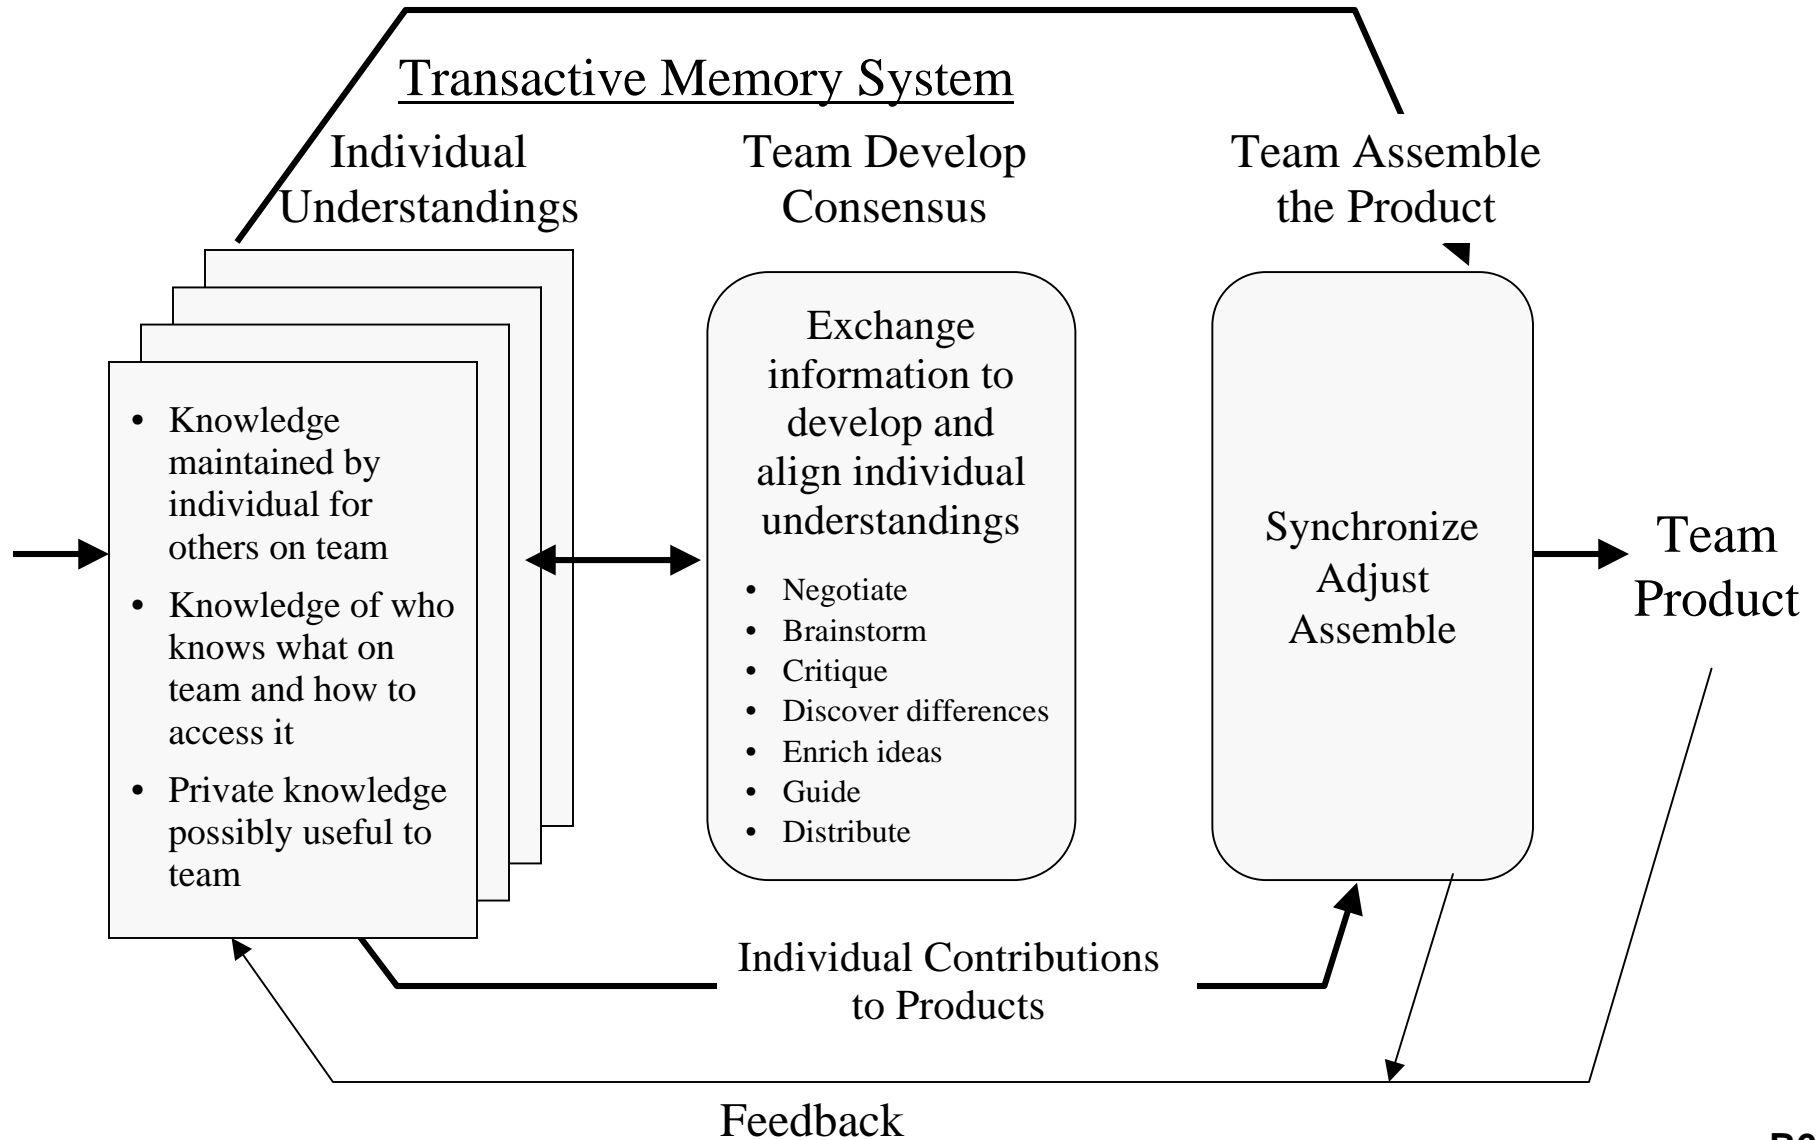 Transactive Memory System
Individual
Understandings
Team Develop
Consensus
Team Assemble
the Product
• Knowledge
maintained by
individual for
others on team
• Knowledge of who
knows what on
team and how to
access it
• Private knowledge
possibly useful to
team
Exchange
information to
develop and
align individual
understandings
• Negotiate
• Brainstorm
• Critique
• Discover differences
• Enrich ideas
• Guide
• Distribute
Synchronize
Adjust
Assemble
Team
Product
Individual Contributions
to Products
Feedback